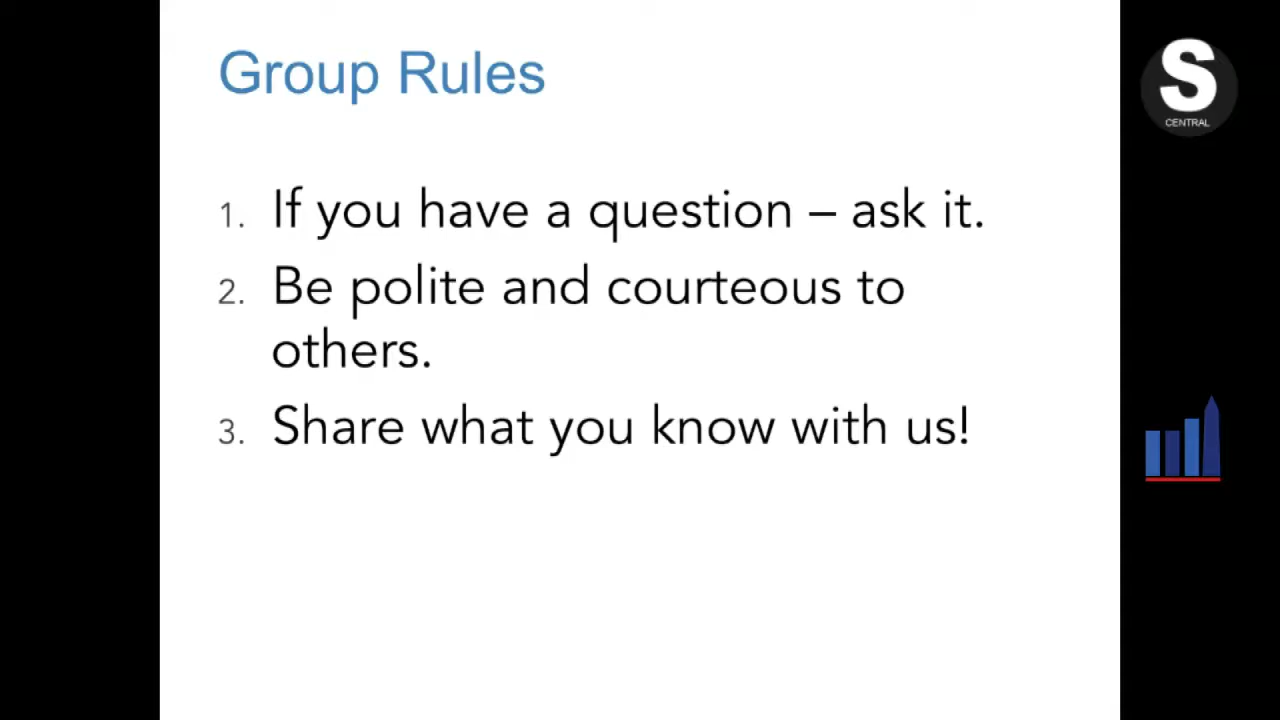 Group Rules
1. If you have a question – ask it.
2. Be polite and courteous to
others.
3. Share what you know with us!
S
CENTRAL